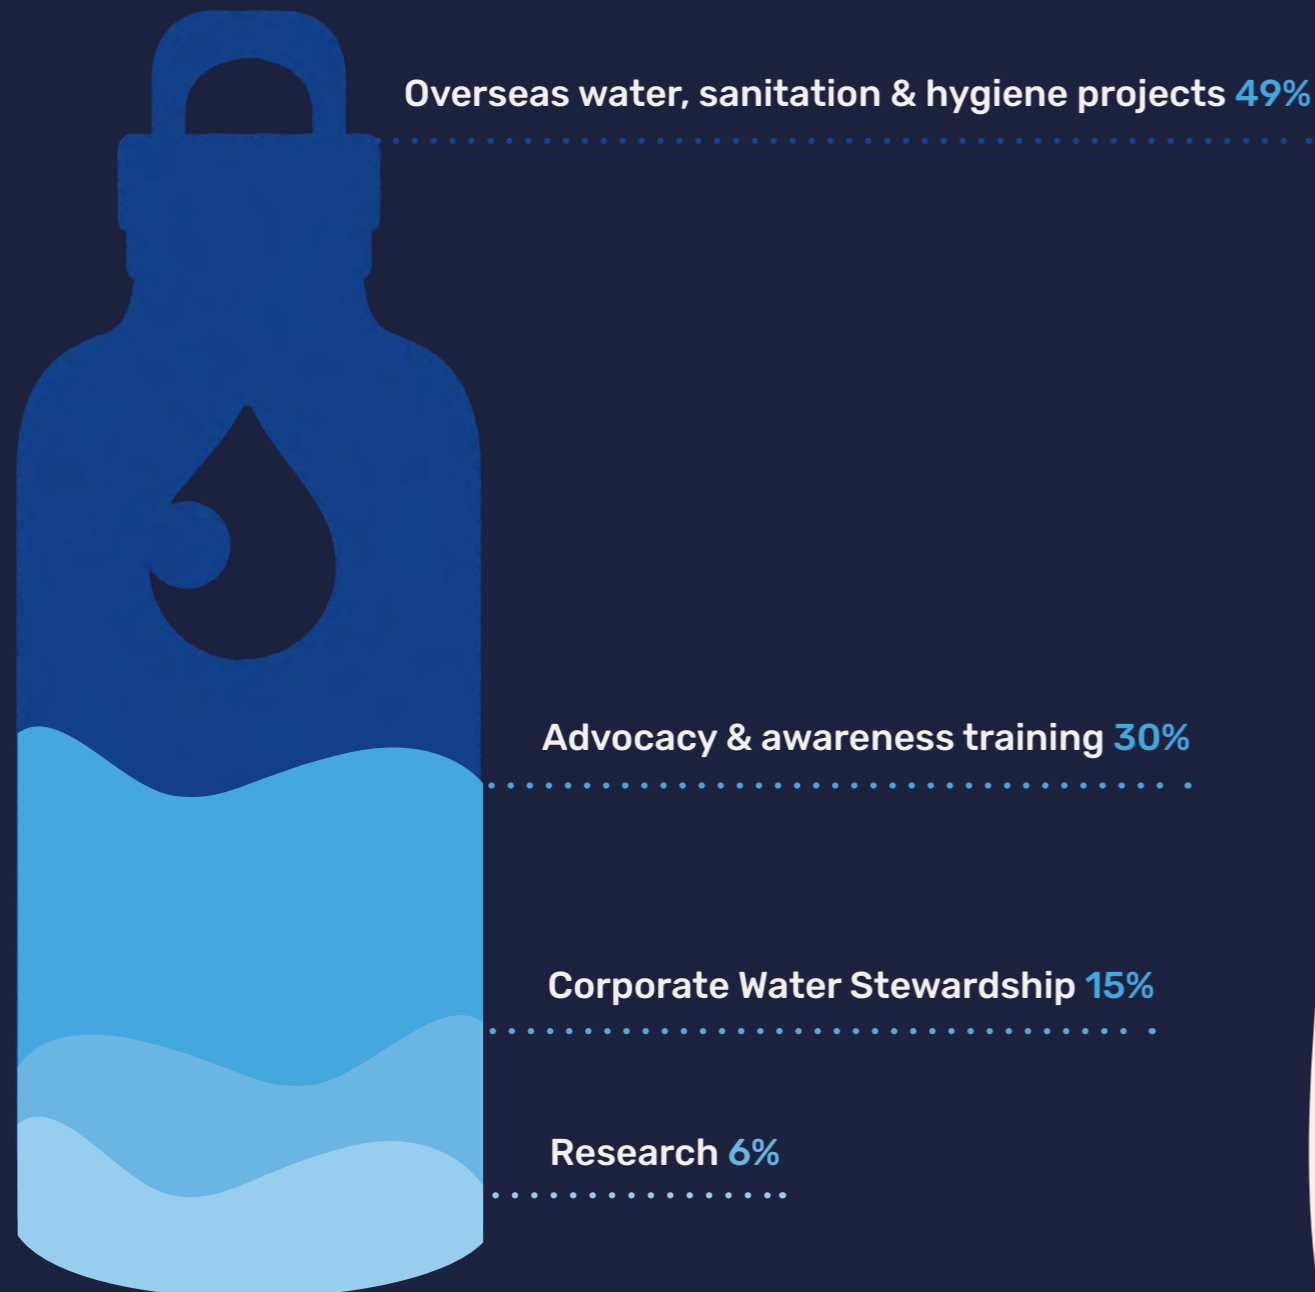 Overseas water, sanitation & hygiene projects 49%
Advocacy & awareness training 30%
Corporate Water Stewardship 15%
Research 6%